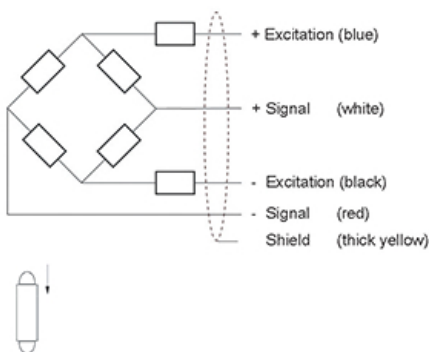 + Excitation (blue)
+ Signal (white)
- Excitation (black)
- Signal (red)
Shield (thick yellow)